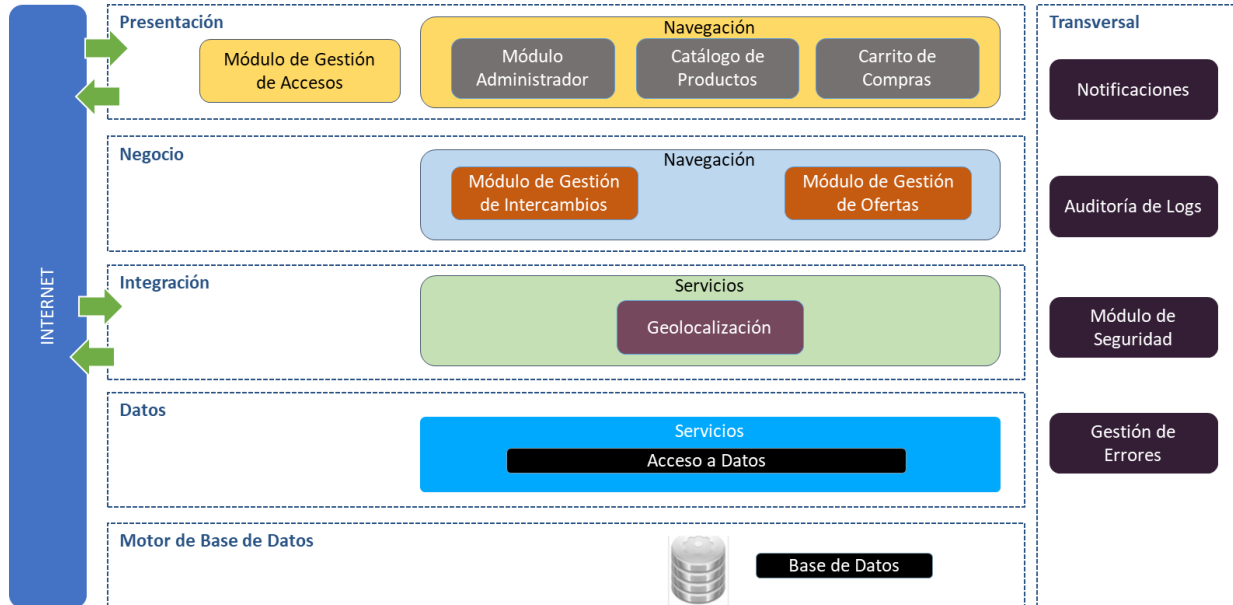 INTERNET
Presentación
Módulo de Gestión
de Accesos
Navegación
Módulo
Administrador
Catálogo de
Productos
Carrito de
Compras
Negocio
Navegación
Módulo de Gestión
de Intercambios
Módulo de Gestión
de Ofertas
Integración
Servicios
Geolocalización
Datos
Servicios
Acceso a Datos
Motor de Base de Datos
Base de Datos
Transversal
Notificaciones
Auditoría de Logs
Módulo de
Seguridad
Gestión de
Errores